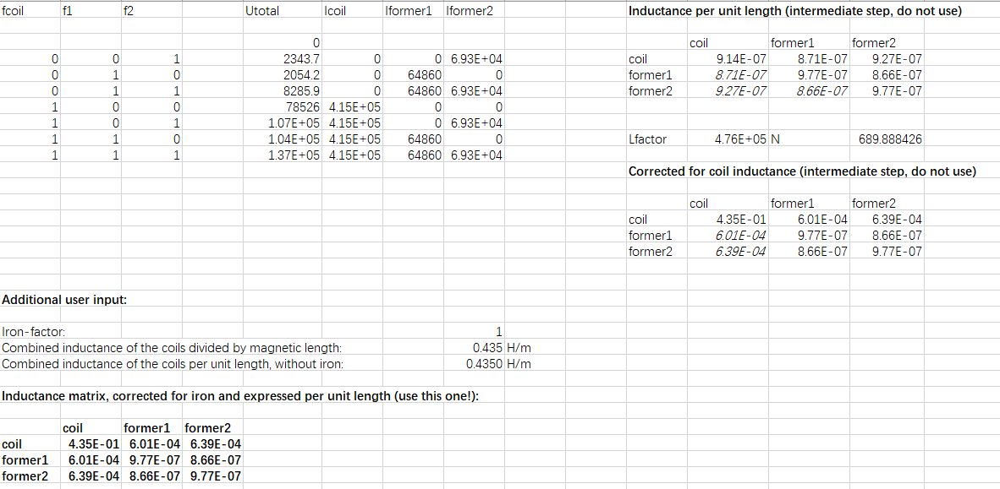 fcoil f1 f2 Utotal Icoil Iformer1 Iformer2 Inductance per unit length (intermediate step, do not use)
0 coil former1 former2
0 0 1 2343.7 0 0 6.93E+04 coil 9.14E-07 8.71E-07 9.27E-07
0 1 0 2054.2 0 64860 0 former1 8.71E-07 9.77E-07 8.66E-07
0 1 1 8285.9 0 64860 6.93E+04 former2 9.27E-07 8.66E-07 9.77E-07
1 0 0 78526 4.15E+05 0 0
1 0 1 1.07E+05 4.15E+05 0 6.93E+04
1 1 0 1.04E+05 4.15E+05 64860 0 Lfactor 4.76E+05 N 689.888426
1 1 1 1.37E+05 4.15E+05 64860 6.93E+04
Corrected for coil inductance (intermediate step, do not use)
coil former1 former2
coil 4.35E-01 6.01E-04 6.39E-04
former1 6.01E-04 9.77E-07 8.66E-07
former2 6.39E-04 8.66E-07 9.77E-07
Additional user input:
Iron-factor: 1
Combined inductance of the coils divided by magnetic length: 0.435 H/m
Combined inductance of the coils per unit length, without iron: 0.4350 H/m
Inductance matrix, corrected for iron and expressed per unit length (use this one!):
coil former1 former2
coil 4.35E-01 6.01E-04 6.39E-04
former1 6.01E-04 9.77E-07 8.66E-07
former2 6.39E-04 8.66E-07 9.77E-07